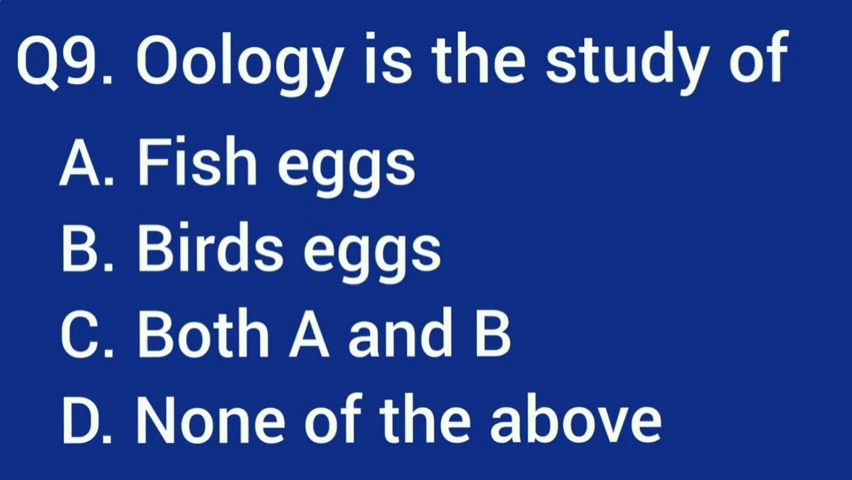 Q9. Oology is the study of
A. Fish eggs
B. Birds eggs
C. Both A and B
D. None of the above